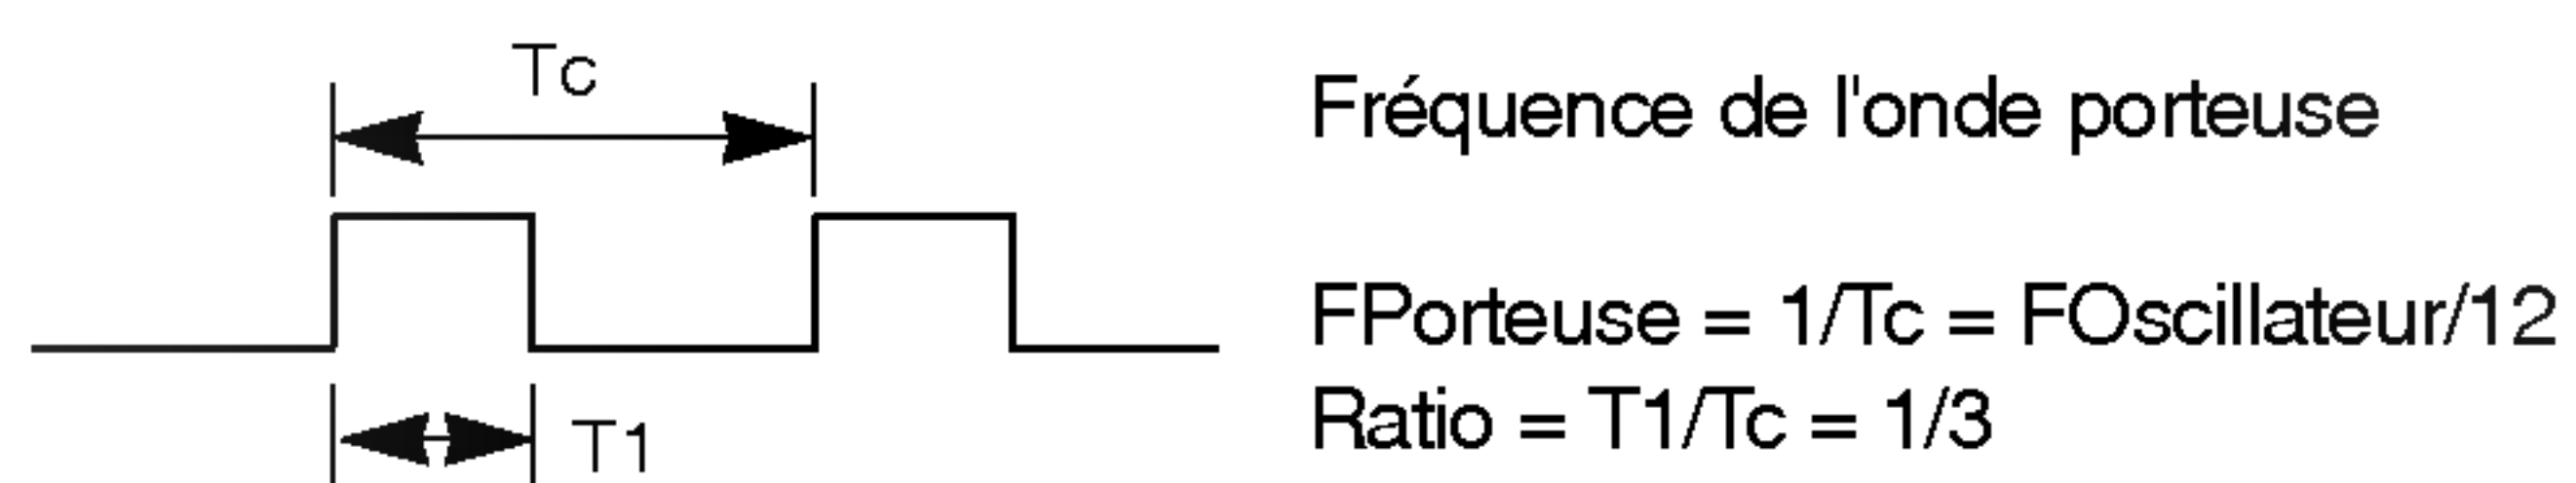 Tc
Fréquence de l'onde porteuse
FPorteuse = 1/Tc = FOscillateur/12
Ratio = T1/Tc = 1/3
T1